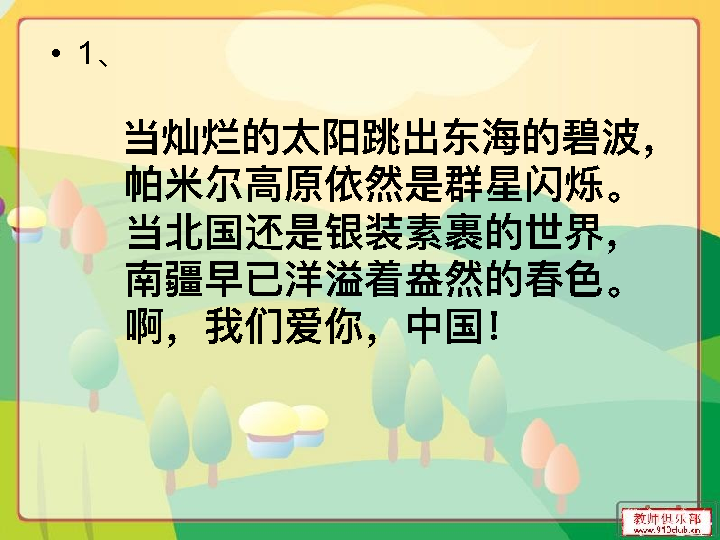 • 1、
当灿烂的太阳跳出东海的碧波，
帕米尔高原依然是群星闪烁。
当北国还是银装素裹的世界，
南疆早已洋溢着盎然的春色。
啊，我们爱你，中国！
教师俱乐部
www.910club.cn